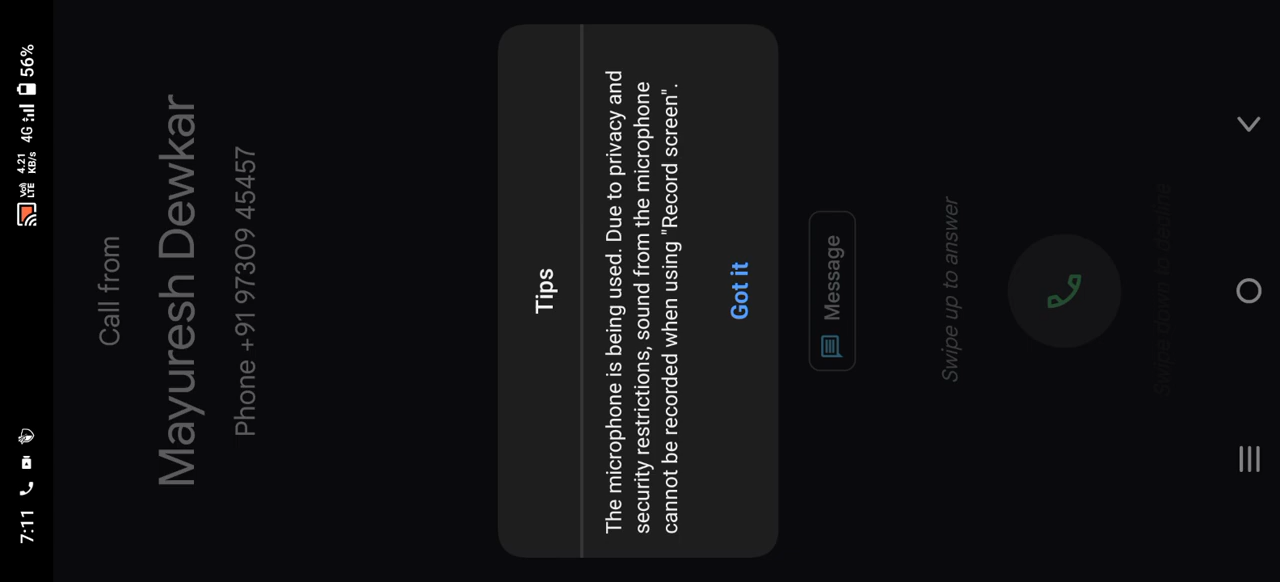 7:11 Vo) LTE 4.21 KB/s 4G 56%
Call from
Mayuresh Dewkar
Phone +91 97309 45457
Tips
The microphone is being used. Due to privacy and
security restrictions, sound from the microphone
cannot be recorded when using "Record screen".
Got it
Message
Swipe up to answer
Swipe down to decline